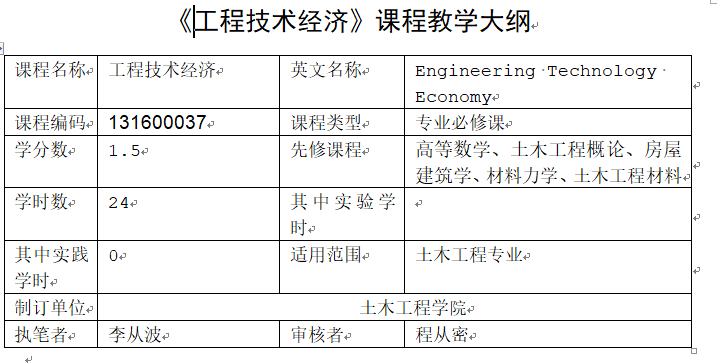 《工程技术经济》课程教学大纲
课程名称 工程技术经济 英文名称 Engineering Technology
Economy
课程编码 131600037 课程类型 专业必修课
学分数 1.5 先修课程 高等数学、土木工程概论、房屋
建筑学、材料力学、土木工程材料
学时数 24 其中实验学
时
其中实践 0 适用范围 土木工程专业
学时
制订单位 土木工程学院
执笔者 李从波 审核者 程从密